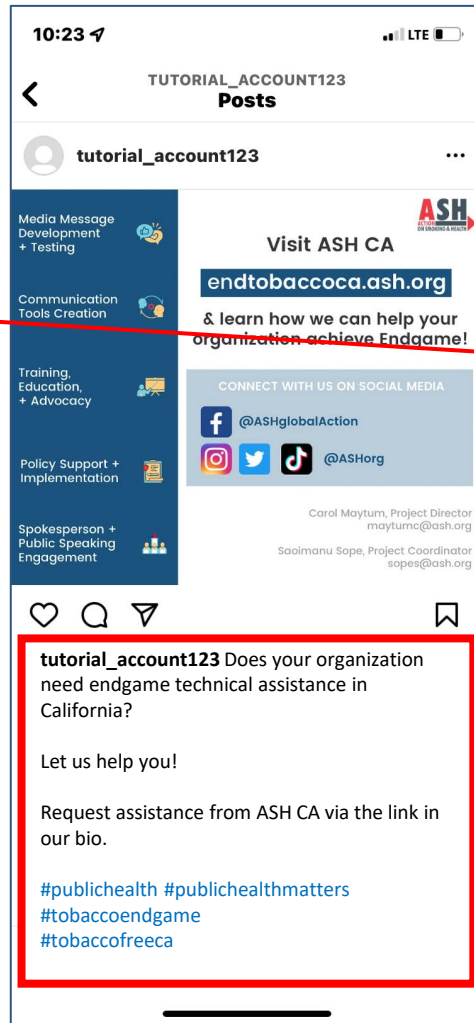 10:23
LTE
TUTORIAL_ACCOUNT123
Posts
tutorial_account123
Media Message
Development
+ Testing
Communication
Tools Creation
Training,
Education,
+ Advocacy
Policy Support +
Implementation
Spokesperson +
Public Speaking
Engagement
ASH
ACTION
ON SMOKING & HEALTH
Visit ASH CA
endtobaccoca.ash.org
& learn how we can help your
organization achieve Endgame!
CONNECT WITH US ON SOCIAL MEDIA
@ASHglobalAction
@ASHorg
Carol Maytum, Project Director
maytumc@ash.org
Saoimanu Sope, Project Coordinator
sopes@ash.org
tutorial_account123 Does your organization
need endgame technical assistance in
California?
Let us help you!
Request assistance from ASH CA via the link in
our bio.
#publichealth #publichealthmatters
#tobaccoendgame
#tobaccofreeca